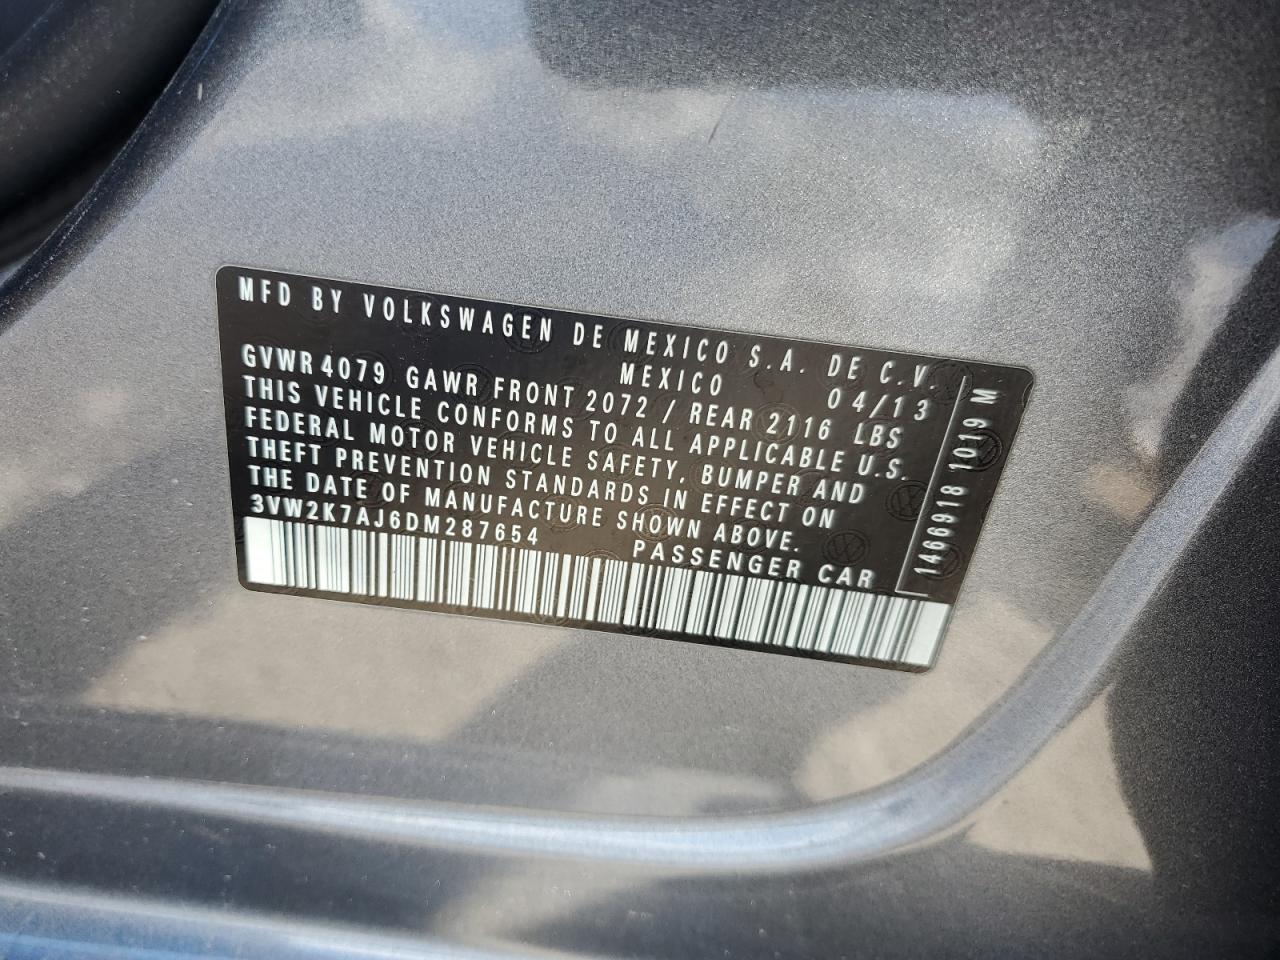 MFD BY VOLKSWAGEN DE MEXICO S.A. DE C.V.
MEXICO 04/13
GVWR 4079 GAWR FRONT 2072 / REAR 2116 LBS
THIS VEHICLE CONFORMS TO ALL APPLICABLE U.S.
FEDERAL MOTOR VEHICLE SAFETY, BUMPER AND
THEFT PREVENTION STANDARDS IN EFFECT ON
THE DATE OF MANUFACTURE SHOWN ABOVE.
3VW2K7AJ6DM287654 PASSENGER CAR
1466918 1019 M